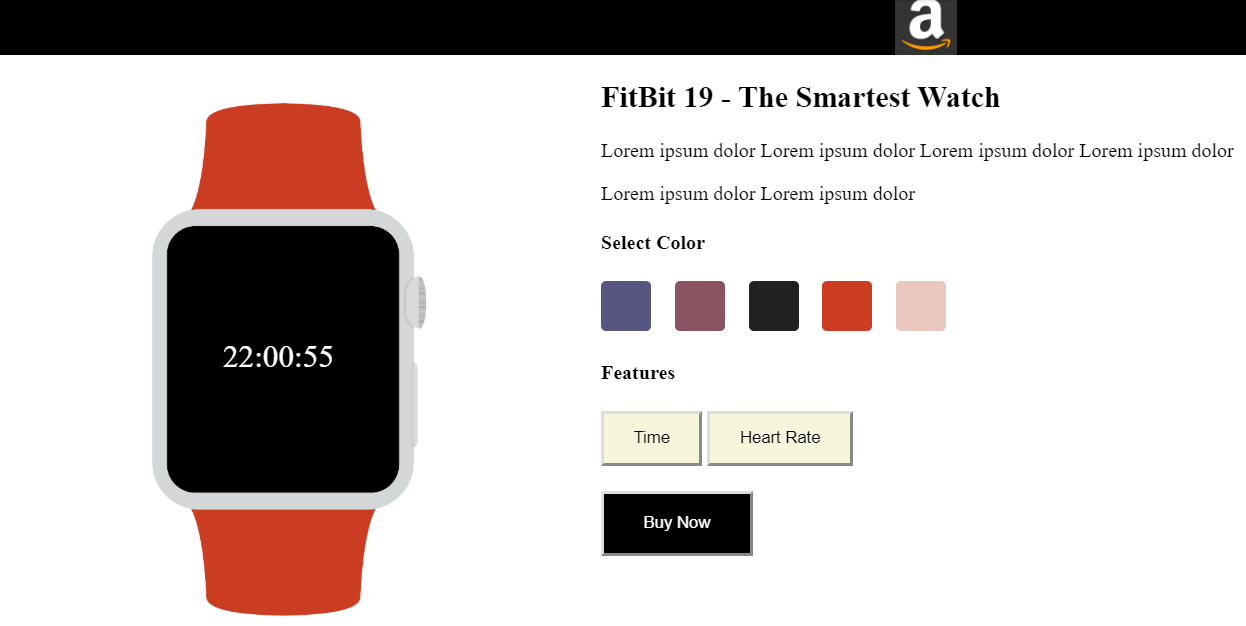 a
FitBit 19 - The Smartest Watch
Lorem ipsum dolor Lorem ipsum dolor Lorem ipsum dolor Lorem ipsum dolor
Lorem ipsum dolor Lorem ipsum dolor
Select Color
22:00:55
Features
Time Heart Rate
Buy Now